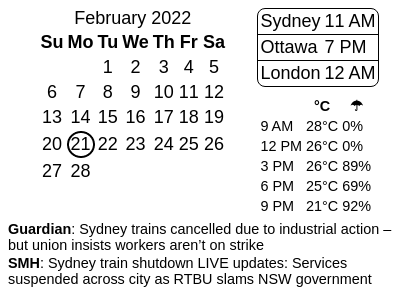 February 2022
Su Mo Tu We Th Fr Sa
1 2 3 4 5
6 7 8 9 10 11 12
13 14 15 16 17 18 19
20 21 22 23 24 25 26
27 28
Sydney 11 AM
Ottawa 7 PM
London 12 AM
°C ☂
9 AM 28°C 0%
12 PM 26°C 0%
3 PM 26°C 89%
6 PM 25°C 69%
9 PM 21°C 92%
Guardian: Sydney trains cancelled due to industrial action –
but union insists workers aren’t on strike
SMH: Sydney train shutdown LIVE updates: Services
suspended across city as RTBU slams NSW government